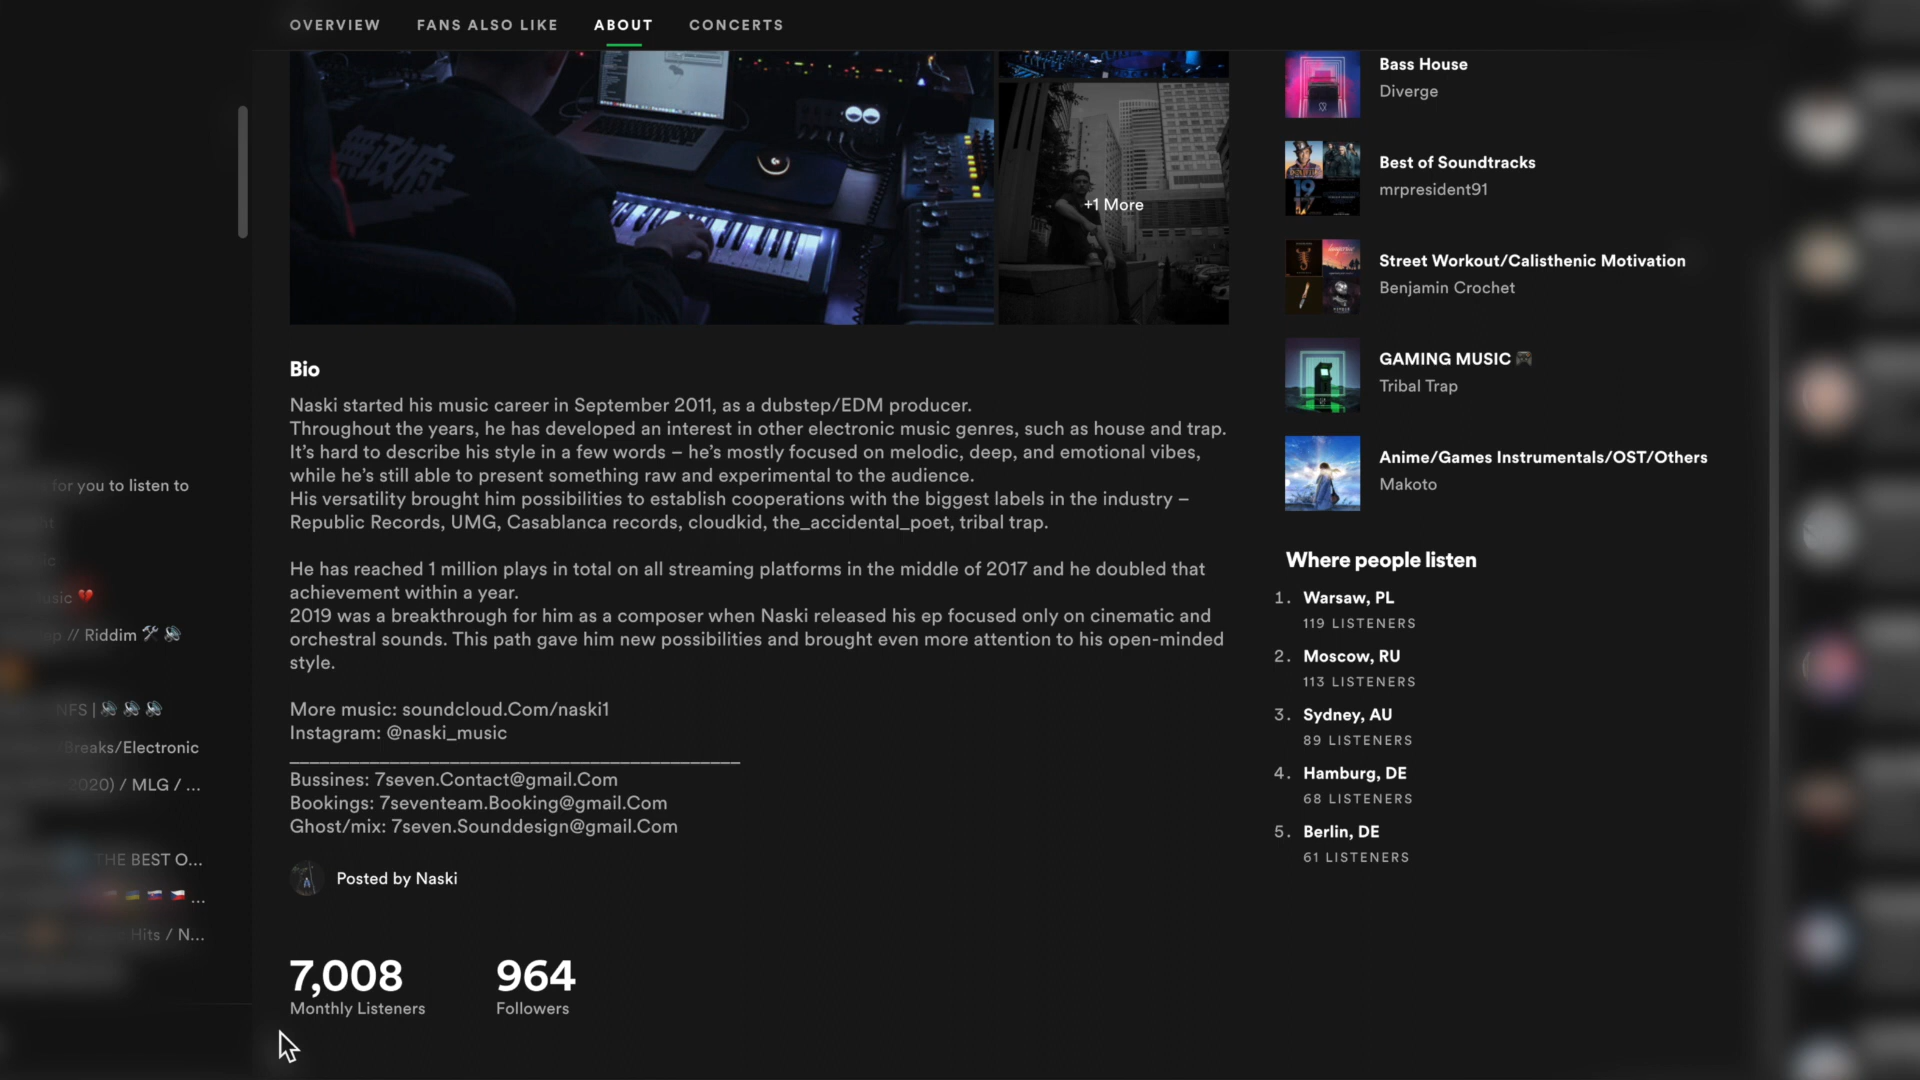 OVERVIEW
FANS ALSO LIKE
ABOUT
CONCERTS
無政府
+1 More
Bio
Naski started his music career in September 2011, as a dubstep/EDM producer.
Throughout the years, he has developed an interest in other electronic music genres, such as house and trap.
It's hard to describe his style in a few words – he's mostly focused on melodic, deep, and emotional vibes,
while he's still able to present something raw and experimental to the audience.
His versatility brought him possibilities to establish cooperations with the biggest labels in the industry –
Republic Records, UMG, Casablanca records, cloudkid, the_accidental_poet, tribal trap.
He has reached 1 million plays in total on all streaming platforms in the middle of 2017 and he doubled that
achievement within a year.
2019 was a breakthrough for him as a composer when Naski released his ep focused only on cinematic and
orchestral sounds. This path gave him new possibilities and brought even more attention to his open-minded
style.
More music: soundcloud.Com/naski1
Instagram: @naski_music
Bussines: 7seven.Contact@gmail.Com
Bookings: 7seventeam.Booking@gmail.Com
Ghost/mix: 7seven.Sounddesign@gmail.Com
Posted by Naski
7,008
Monthly Listeners
964
Followers
Bass House
Diverge
Best of Soundtracks
mrpresident91
Street Workout/Calisthenic Motivation
Benjamin Crochet
GAMING MUSIC 🎮
Tribal Trap
Anime/Games Instrumentals/OST/Others
Makoto
Where people listen
1. Warsaw, PL
119 LISTENERS
2. Moscow, RU
113 LISTENERS
3. Sydney, AU
89 LISTENERS
4. Hamburg, DE
68 LISTENERS
5. Berlin, DE
61 LISTENERS
for you to listen to
// Riddim
NFS |
Breaks/Electronic
2020) / MLG / ...
THE BEST O...
...
Hits / N...